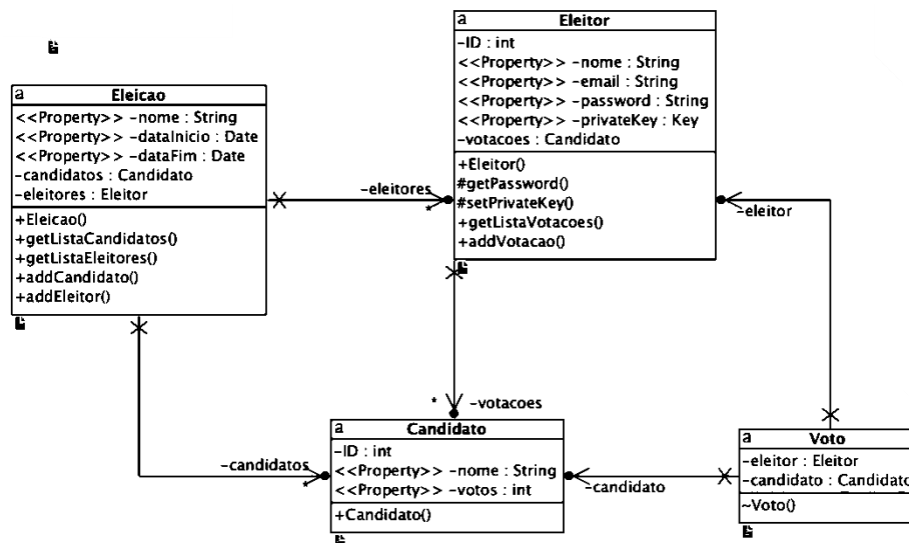 a
Eleicao
<<Property>> -nome : String
<<Property>> -dataInicio : Date
<<Property>> -dataFim : Date
-candidatos : Candidato
-eleitores : Eleitor
+Eleicao()
+getListaCandidatos()
+getListaEleitores()
+addCandidato()
+addEleitor()
a
Eleitor
-ID : int
<<Property>> -nome : String
<<Property>> -email : String
<<Property>> -password : String
<<Property>> -privateKey : Key
-votacoes : Candidato
+Eleitor()
#getPassword()
#setPrivateKey()
+getListaVotacoes()
+addVotacao()
-eleitores
*
-eleitor
* -votacoes
-candidatos
*
a
Candidato
-ID : int
<<Property>> -nome : String
<<Property>> -votos : int
+Candidato()
-candidato
a
Voto
-eleitor : Eleitor
-candidato : Candidato
~Voto()